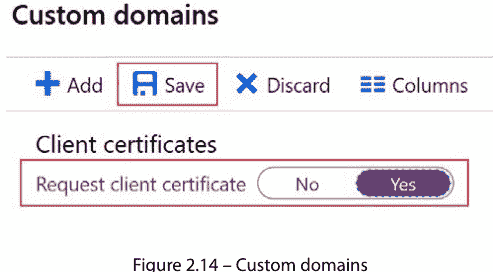 Custom domains
Add Save Discard Columns
Client certificates
Request client certificate No Yes
Figure 2.14 – Custom domains